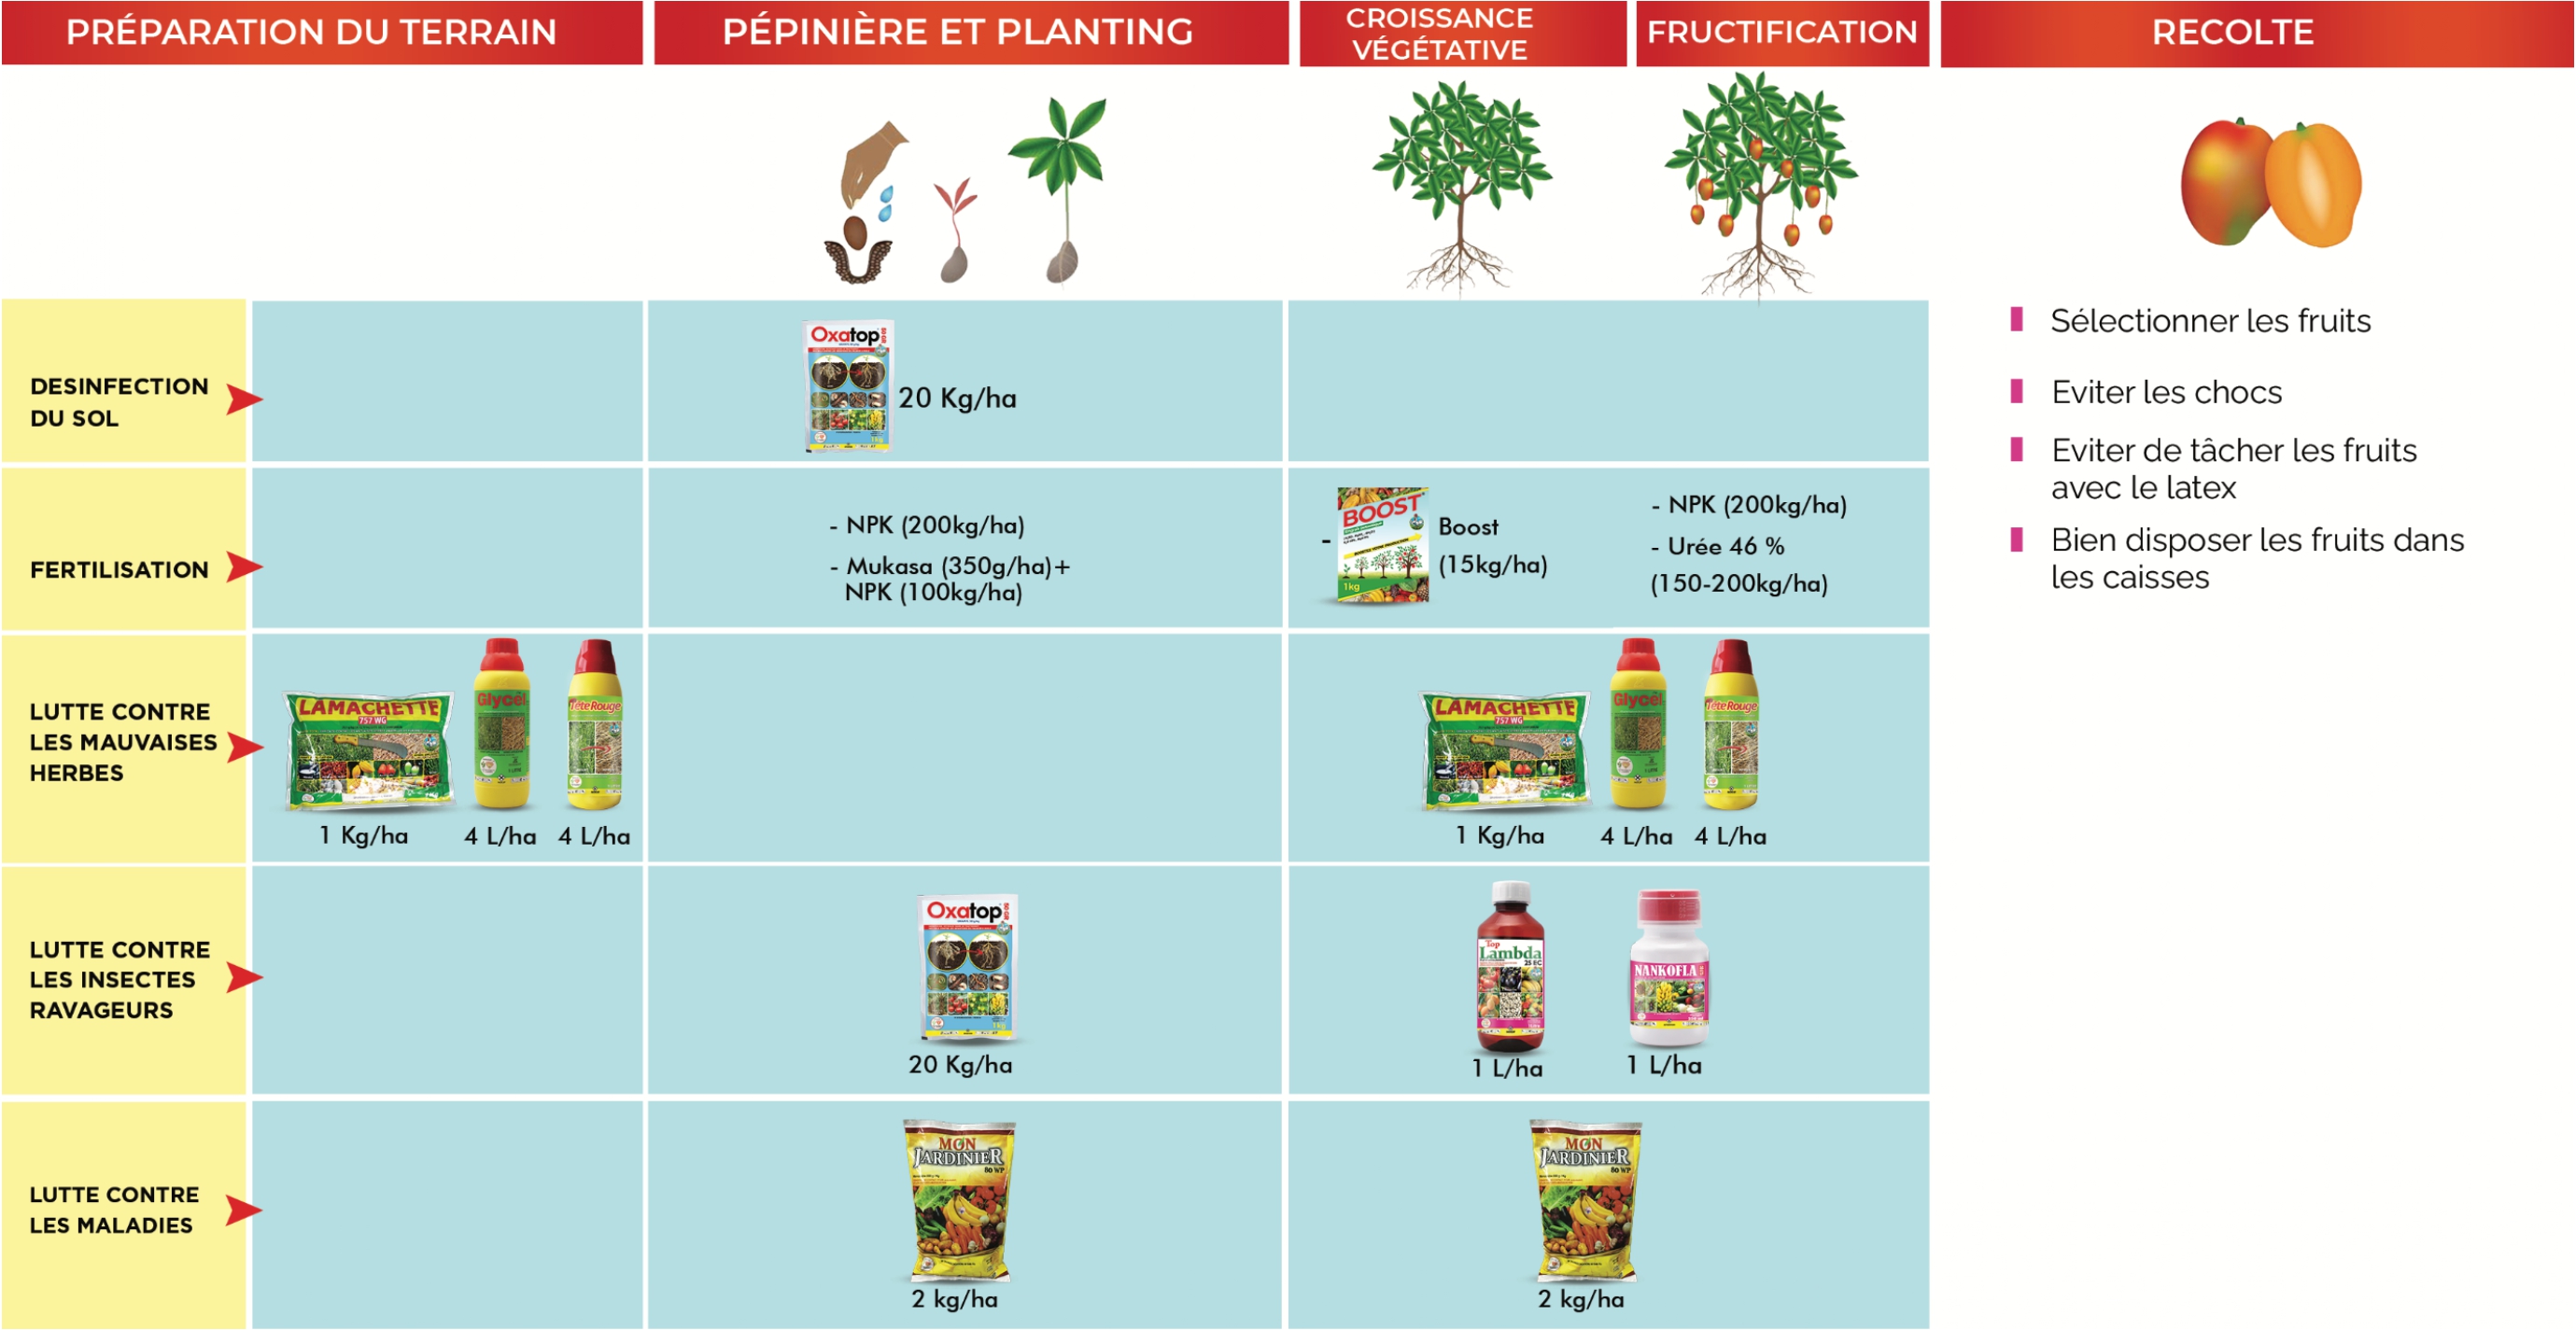 PRÉPARATION DU TERRAIN
PÉPINIÈRE ET PLANTING
CROISSANCE
VÉGÉTATIVE
FRUCTIFICATION
RECOLTE
DESINFECTION
DU SOL
Oxatop
1kg
20 Kg/ha
Sélectionner les fruits
Eviter les chocs
Eviter de tâcher les fruits
avec le latex
Bien disposer les fruits dans
les caisses
FERTILISATION
- NPK (200kg/ha)
- Mukasa (350g/ha)+
NPK (100kg/ha)
-
BOOST
1kg
Boost
(15kg/ha)
- NPK (200kg/ha)
- Urée 46 %
(150-200kg/ha)
LUTTE CONTRE
LES MAUVAISES
HERBES
LAMACHETTE
757 WG
Glycel
TêteRouge
1 Kg/ha
4 L/ha
4 L/ha
LAMACHETTE
757 WG
Glycel
TêteRouge
1 Kg/ha
4 L/ha
4 L/ha
LUTTE CONTRE
LES INSECTES
RAVAGEURS
Oxatop
1kg
20 Kg/ha
Top
Lambda
25 EC
1 L/ha
NANKOFLA
1 L/ha
LUTTE CONTRE
LES MALADIES
MON
JARDINIER
80 WP
2 kg/ha
MON
JARDINIER
80 WP
2 kg/ha